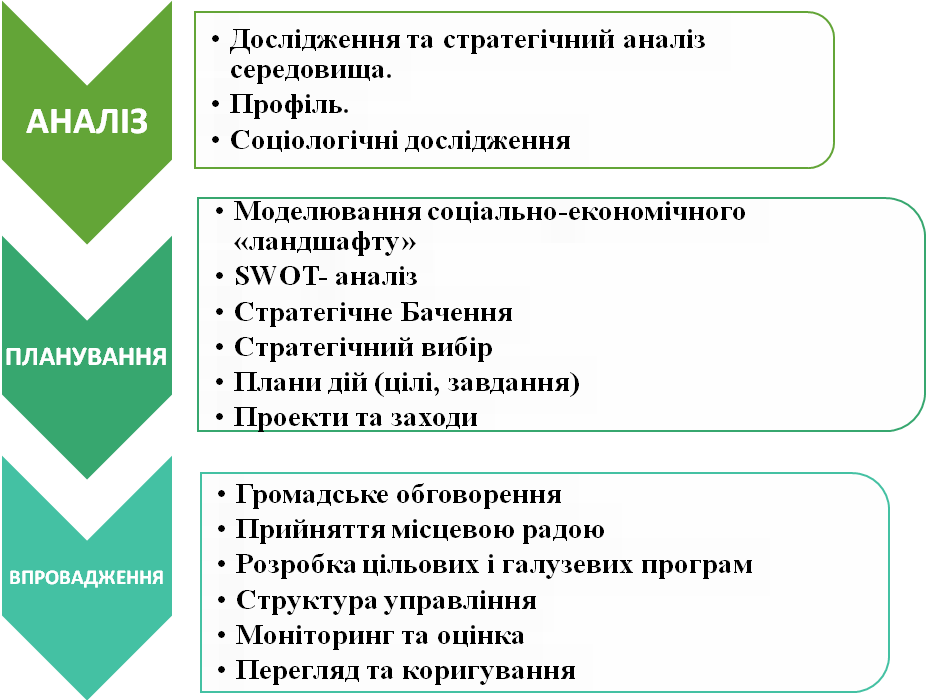 АНАЛІЗ
• Дослідження та стратегічний аналіз
середовища.
• Профіль.
• Соціологічні дослідження
ПЛАНУВАННЯ
• Моделювання соціально-економічного
«ландшафту»
• SWOT- аналіз
• Стратегічне Бачення
• Стратегічний вибір
• Плани дій (цілі, завдання)
• Проекти та заходи
ВПРОВАДЖЕННЯ
• Громадське обговорення
• Прийняття місцевою радою
• Розробка цільових і галузевих програм
• Структура управління
• Моніторинг та оцінка
• Перегляд та коригування